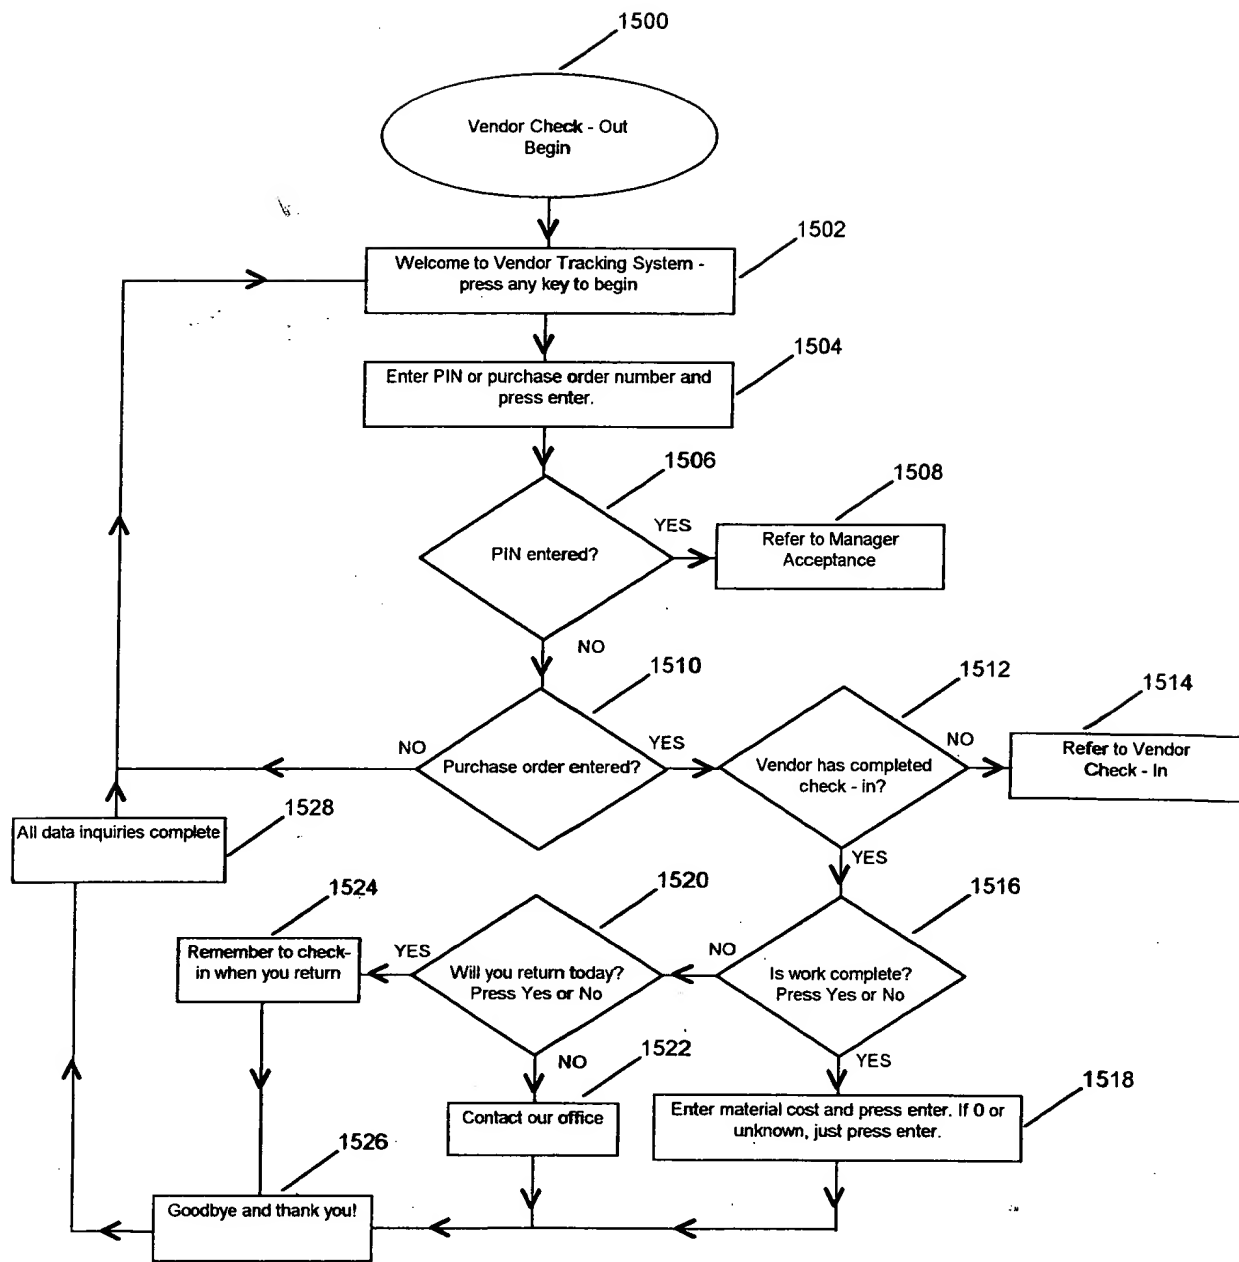 1500
Vendor Check - Out
Begin
1502
Welcome to Vendor Tracking System -
press any key to begin
1504
Enter PIN or purchase order number and
press enter.
1506
PIN entered?
YES
1508
Refer to Manager
Acceptance
NO
1510
Purchase order entered?
NO
YES
1512
Vendor has completed
check - in?
NO
1514
Refer to Vendor
Check - In
YES
1528
All data inquiries complete
1516
Is work complete?
Press Yes or No
NO
1520
Will you return today?
Press Yes or No
YES
1524
Remember to check-
in when you return
NO
1522
Contact our office
YES
1518
Enter material cost and press enter. If 0 or
unknown, just press enter.
1526
Goodbye and thank you!